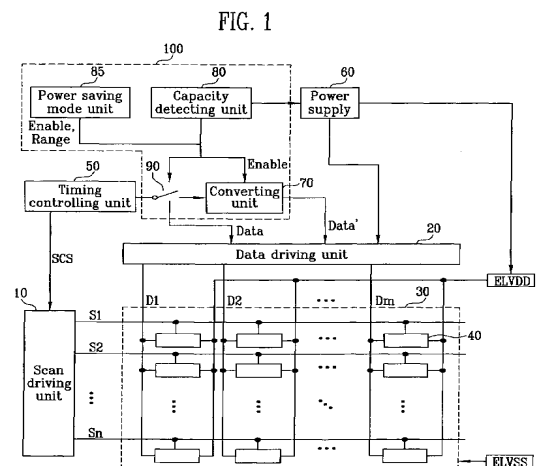 FIG. 1
100
85
80
60
Power saving mode unit
Capacity detecting unit
Power supply
Enable, Range
50
90
Enable
Timing controlling unit
Converting unit
70
Data
Data'
20
Data driving unit
SCS
10
30
ELVDD
D1
D2
Dm
S1
40
S2
Scan driving unit
Sn
ELVSS